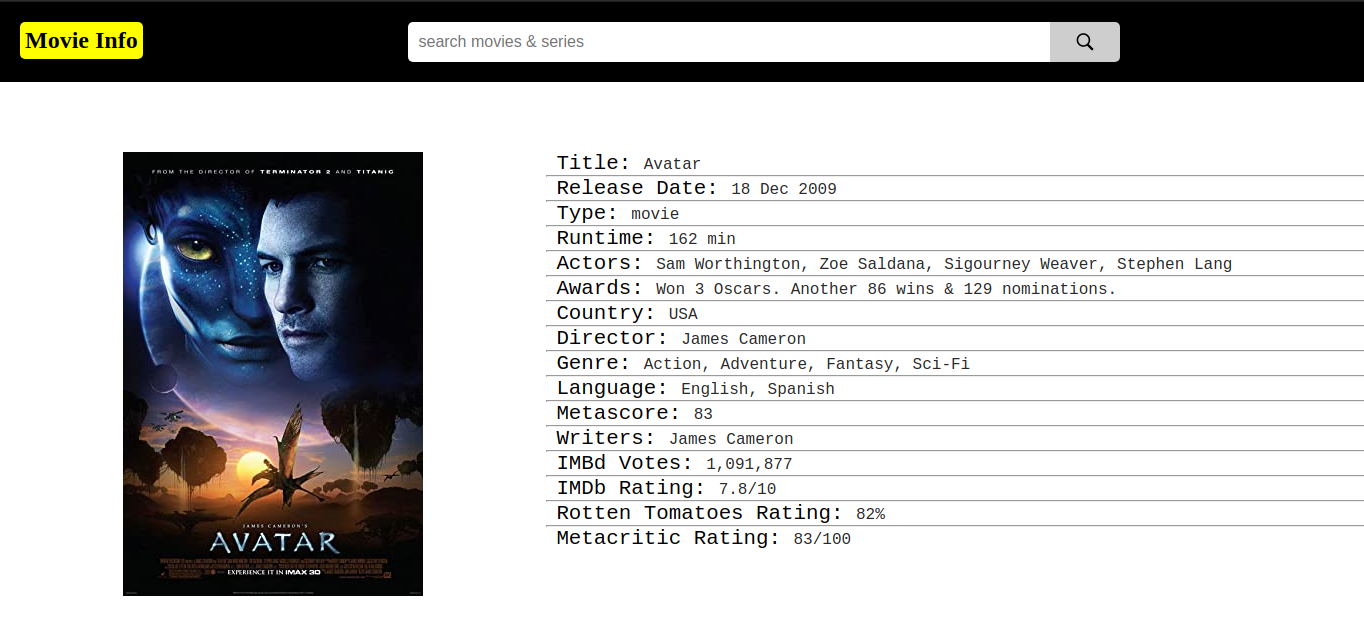 Movie Info
search movies & series
FROM THE DIRECTOR OF TERMINATOR 2 AND TITANIC
JAMES CAMERON'S
AVATAR
EXPERIENCE IT IN IMAX 3D
Title: Avatar
Release Date: 18 Dec 2009
Type: movie
Runtime: 162 min
Actors: Sam Worthington, Zoe Saldana, Sigourney Weaver, Stephen Lang
Awards: Won 3 Oscars. Another 86 wins & 129 nominations.
Country: USA
Director: James Cameron
Genre: Action, Adventure, Fantasy, Sci-Fi
Language: English, Spanish
Metascore: 83
Writers: James Cameron
IMBd Votes: 1,091,877
IMDb Rating: 7.8/10
Rotten Tomatoes Rating: 82%
Metacritic Rating: 83/100